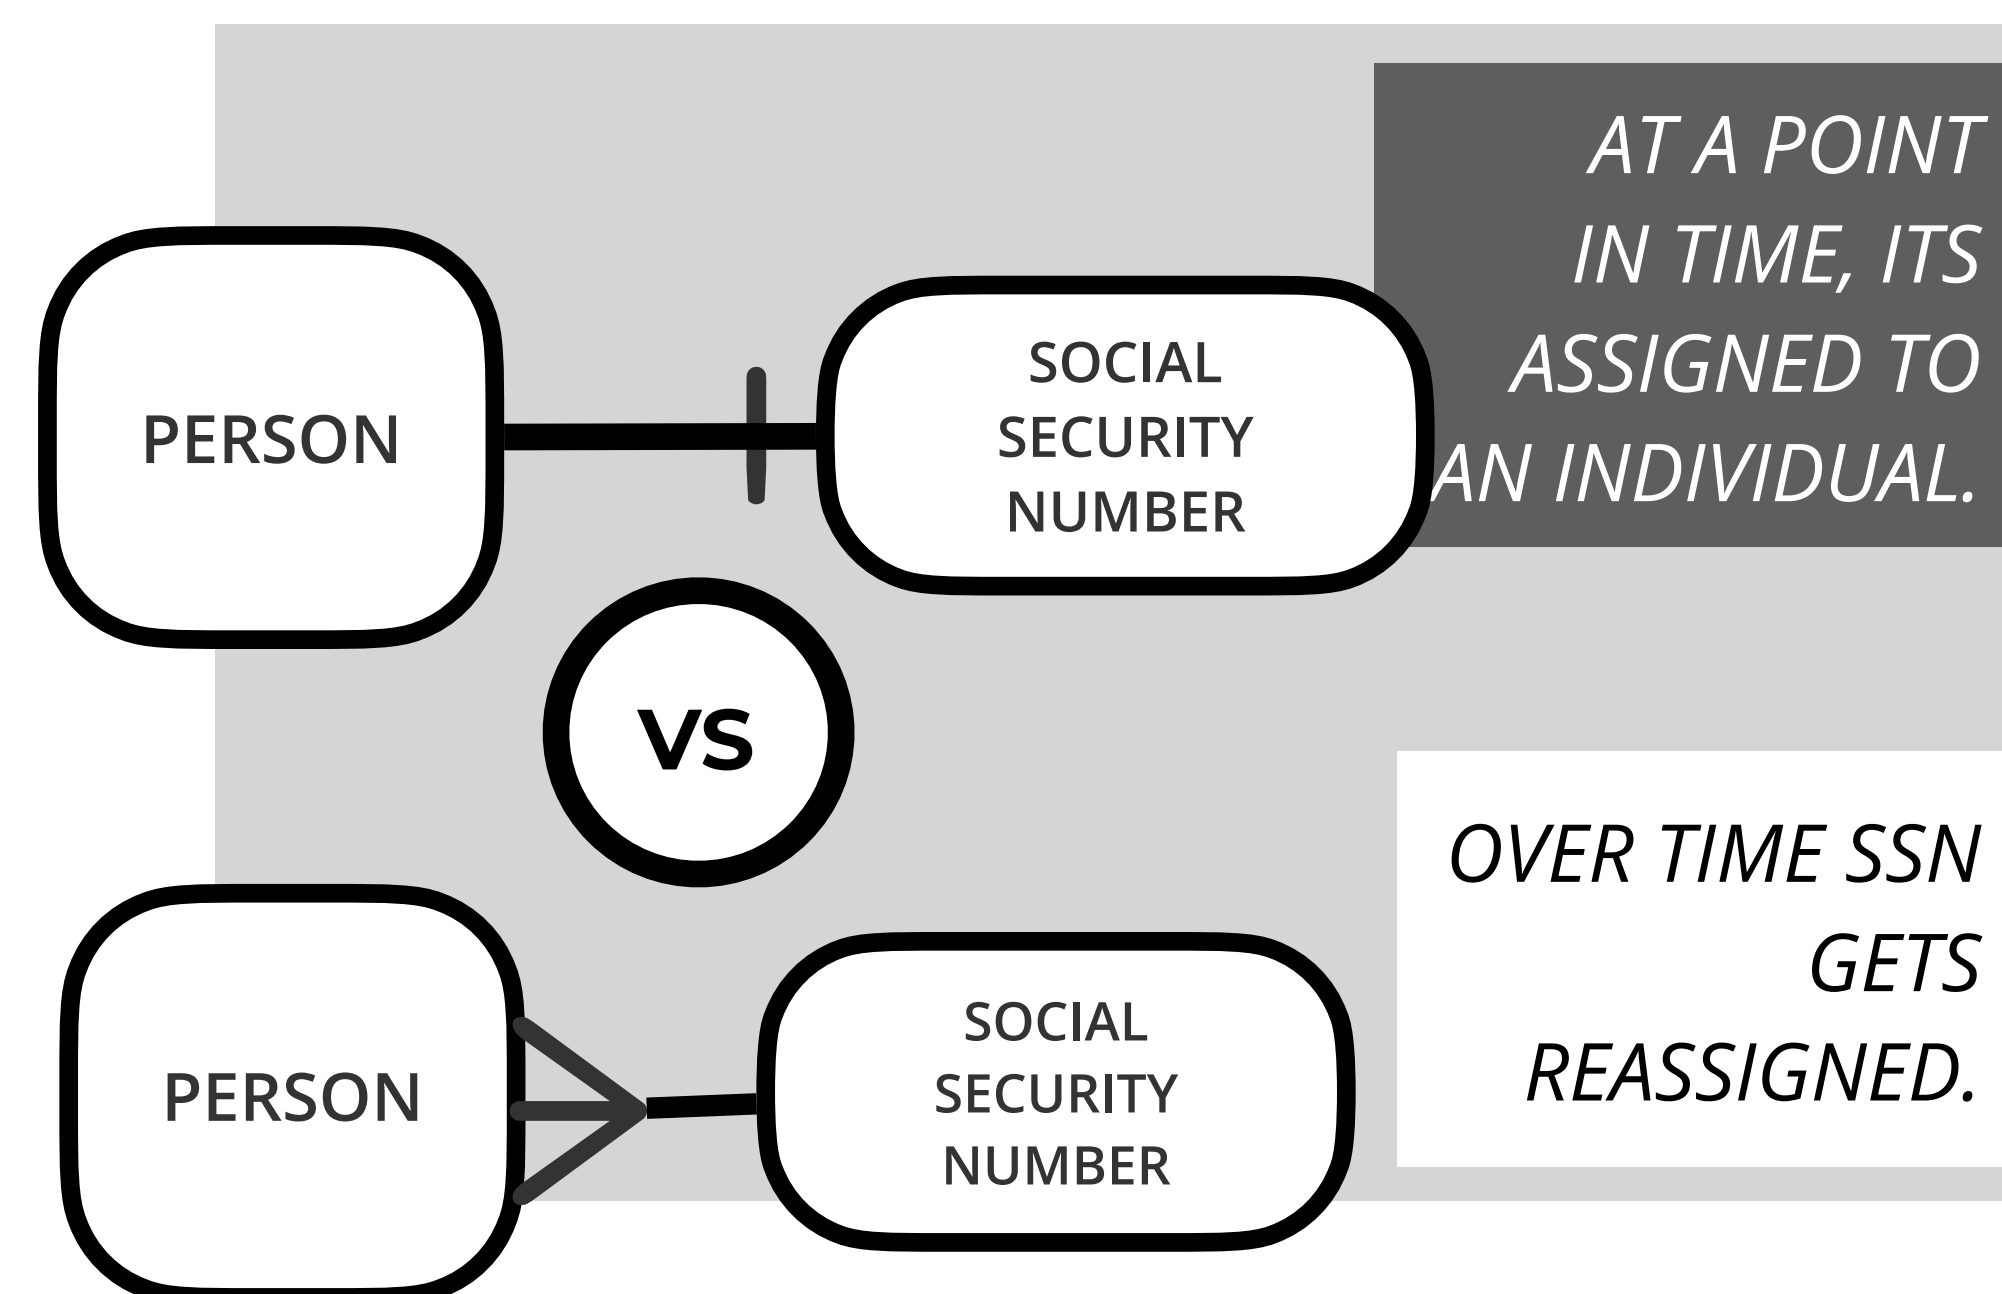 AT A POINT
IN TIME, ITS
ASSIGNED TO
AN INDIVIDUAL.
PERSON
SOCIAL
SECURITY
NUMBER
VS
OVER TIME SSN
GETS
REASSIGNED.
PERSON
SOCIAL
SECURITY
NUMBER